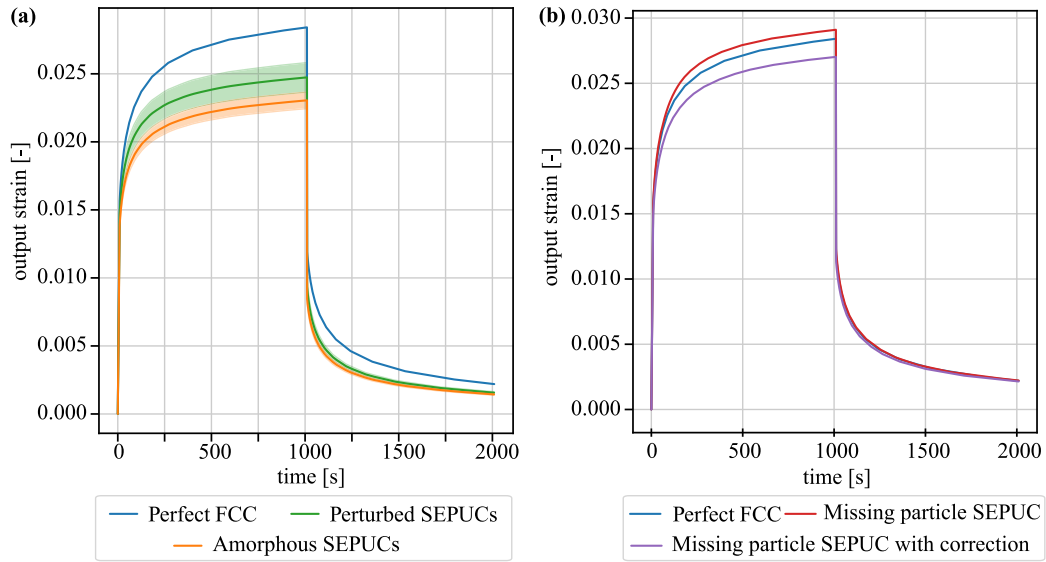 (a)
output strain [-]
0.025
0.020
0.015
0.010
0.005
0.000
0 500 1000 1500 2000
time [s]
Perfect FCC Perturbed SEPUCs
Amorphous SEPUCs
(b)
output strain [-]
0.030
0.025
0.020
0.015
0.010
0.005
0.000
0 500 1000 1500 2000
time [s]
Perfect FCC Missing particle SEPUC
Missing particle SEPUC with correction